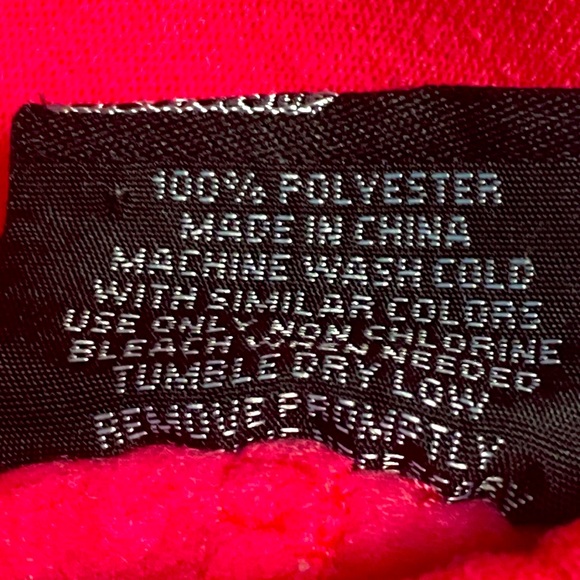 100% POLYESTER
MADE IN CHINA
MACHINE WASH COLD
WITH SIMILAR COLORS
USE ONLY NON CHLORINE
BLEACH WHEN NEEDED
TUMBLE DRY LOW
REMOVE PROMPTLY